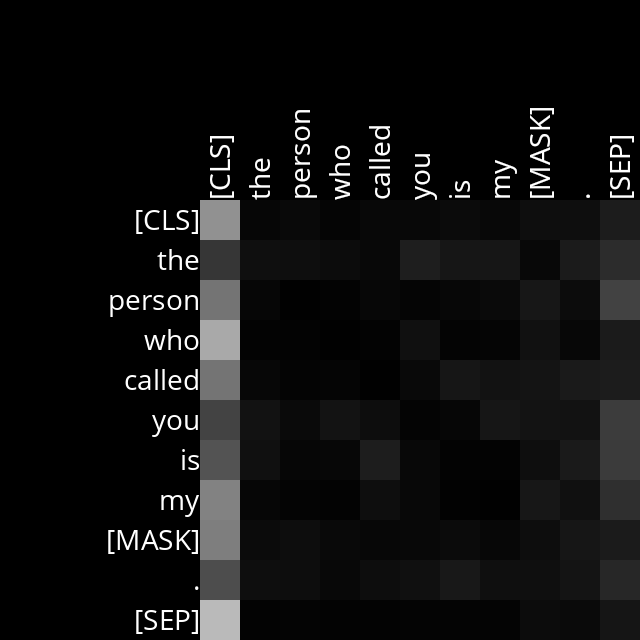 [CLS] the person who called you is my [MASK] . [SEP]
[CLS]
the
person
who
called
you
is
my
[MASK]
.
[SEP]